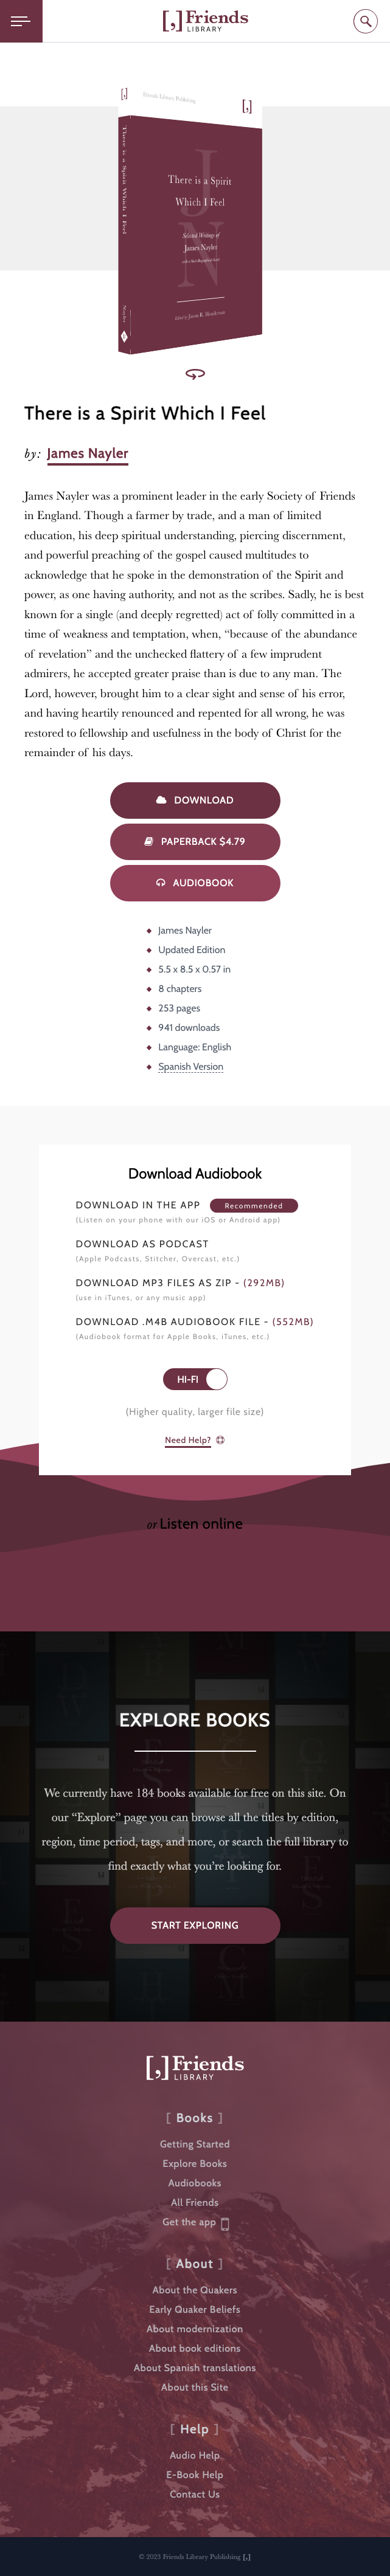 [,] Friends
LIBRARY
Friends Library Publishing
There is a Spirit Which I Feel
Nayler
There is a Spirit
Which I Feel
Selected Writings of
James Nayler
JN
There is a Spirit Which I Feel
by: James Nayler
James Nayler was a prominent leader in the early Society of Friends
in England. Though a farmer by trade, and a man of limited
education, his deep spiritual understanding, piercing discernment,
and powerful preaching of the gospel caused multitudes to
acknowledge that he spoke in the demonstration of the Spirit and
power, as one having authority, and not as the scribes. Sadly, he is best
known for a single (and deeply regretted) act of folly committed in a
time of weakness and temptation, when, “because of the abundance
of revelation” and the unchecked flattery of a few imprudent
admirers, he accepted greater praise than is due to any man. The
Lord, however, brought him to a clear sight and sense of his error,
and having heartily renounced and repented for all wrong, he was
restored to fellowship and usefulness in the body of Christ for the
remainder of his days.
DOWNLOAD
PAPERBACK $4.79
AUDIOBOOK
James Nayler
Updated Edition
5.5 x 8.5 x 0.57 in
8 chapters
253 pages
941 downloads
Language: English
Spanish Version
Download Audiobook
DOWNLOAD IN THE APP Recommended
(Listen on your phone with our iOS or Android app)
DOWNLOAD AS PODCAST
(Apple Podcasts, Stitcher, Overcast, etc.)
DOWNLOAD MP3 FILES AS ZIP - (292MB)
(use in iTunes, or any music app)
DOWNLOAD .M4B AUDIOBOOK FILE - (552MB)
(Audiobook format for Apple Books, iTunes, etc.)
HI-FI
(Higher quality, larger file size)
Need Help?
or Listen online
EXPLORE BOOKS
We currently have 184 books available for free on this site. On
our “Explore” page you can browse all the titles by edition,
region, time period, tags, and more, or search the full library to
find exactly what you’re looking for.
START EXPLORING
[,] Friends
LIBRARY
[ Books ]
Getting Started
Explore Books
Audiobooks
All Friends
Get the app
[ About ]
About the Quakers
Early Quaker Beliefs
About modernization
About book editions
About Spanish translations
About this Site
[ Help ]
Audio Help
E-Book Help
Contact Us
© 2023 Friends Library Publishing [,]